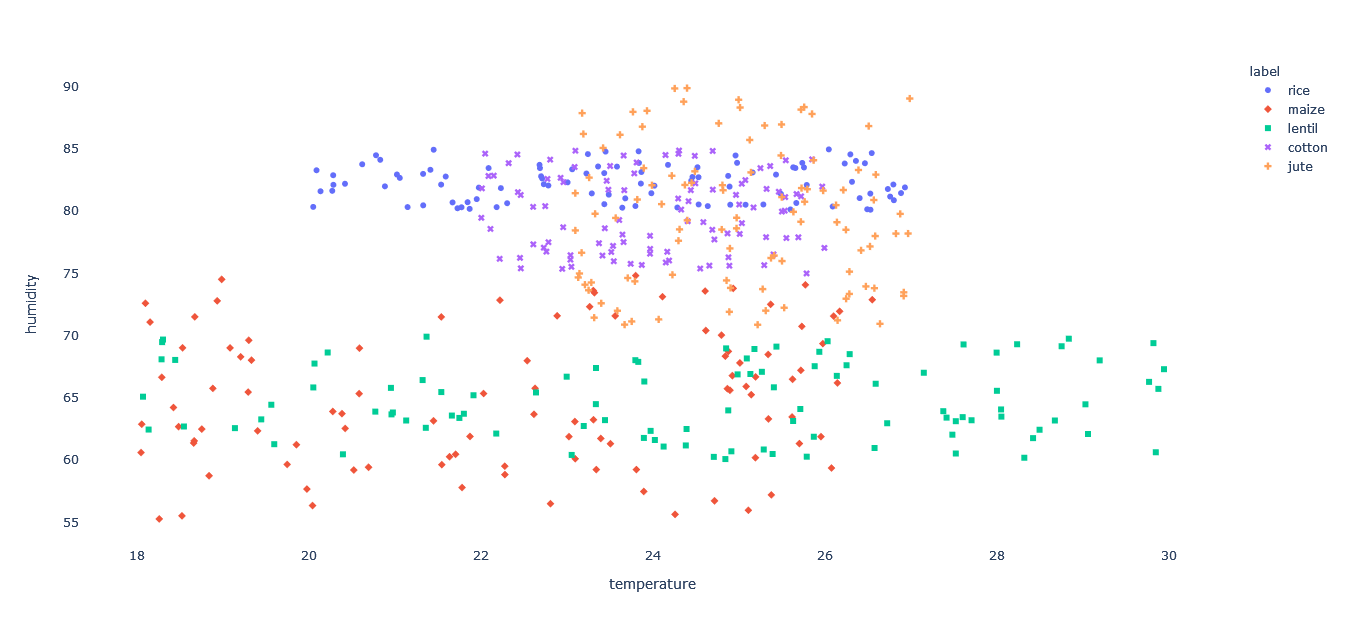 label
rice
maize
lentil
cotton
jute
humidity
90
85
80
75
70
65
60
55
18 20 22 24 26 28 30
temperature